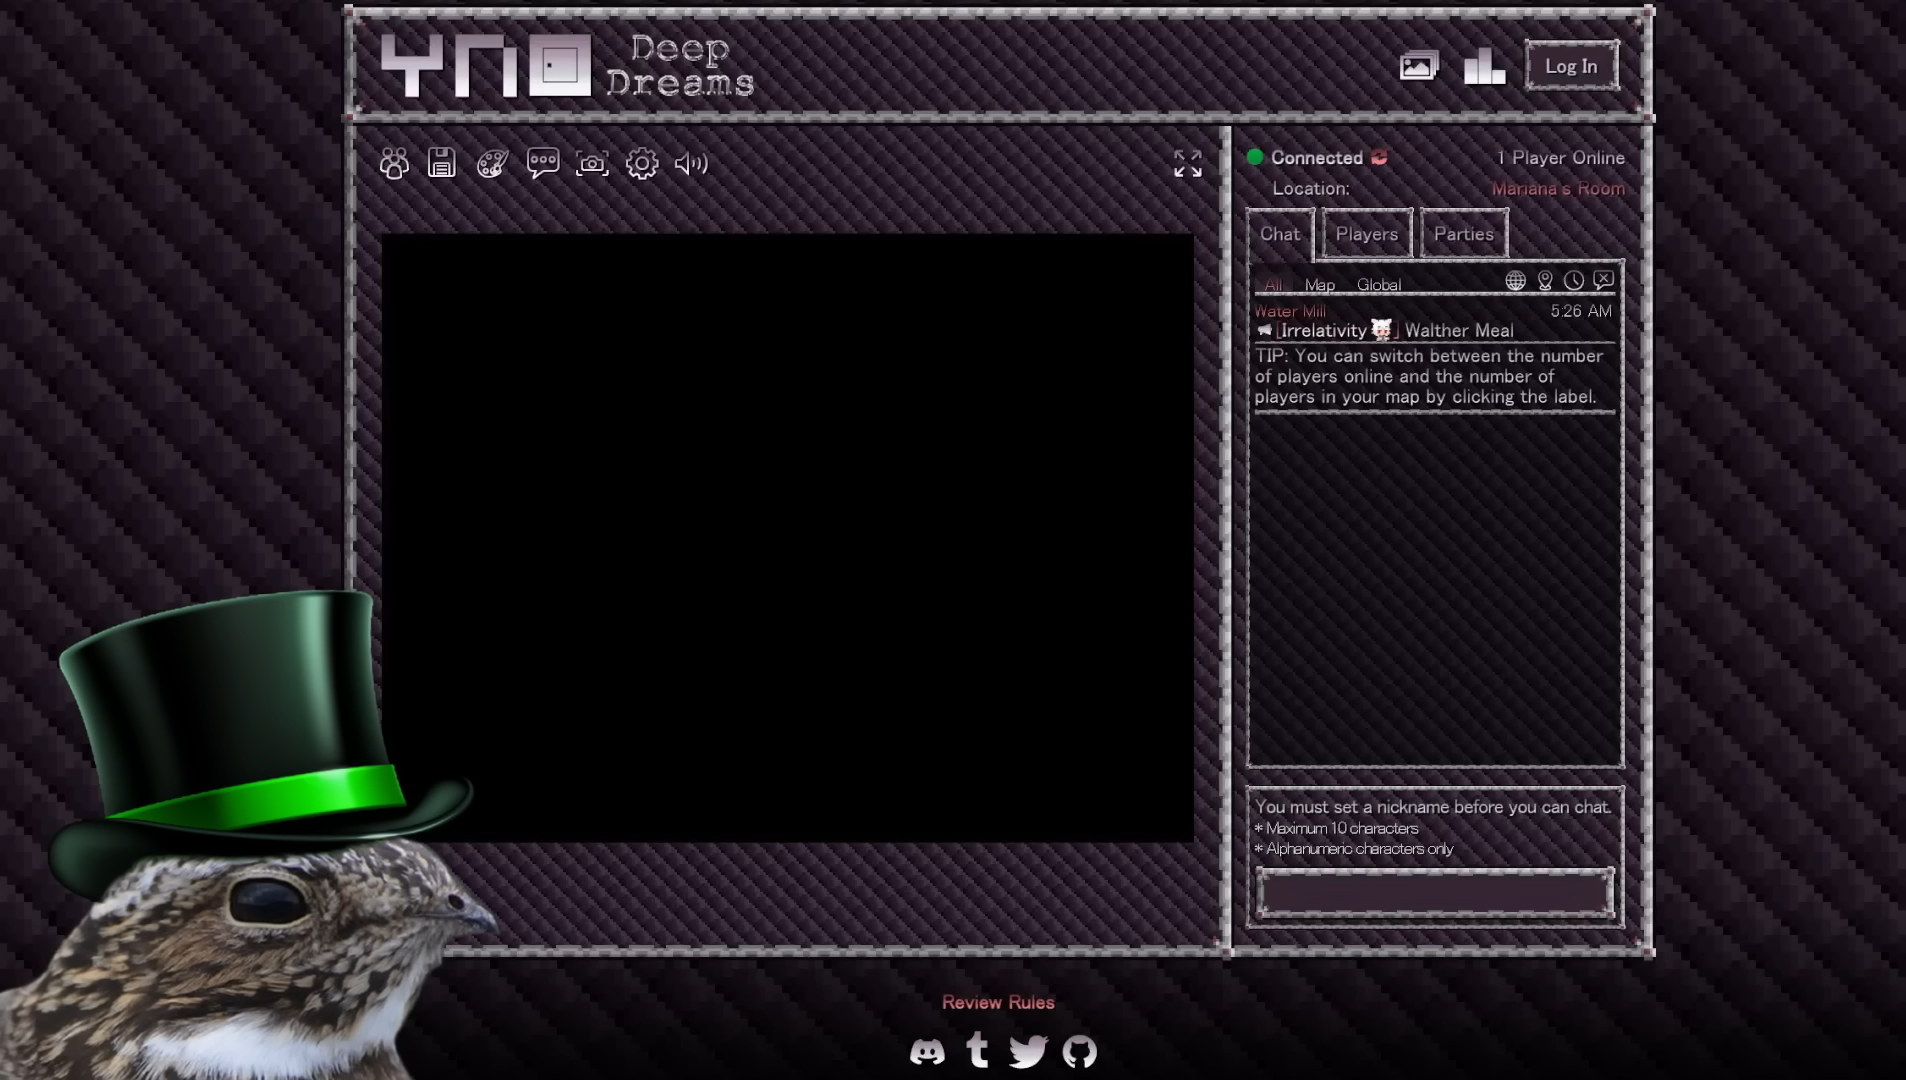 YNO
Deep
Dreams
Log In
Connected
1 Player Online
Location:
Mariana's Room
Chat
Players
Parties
All
Map
Global
Water Mill
5:26 AM
[Irrelativity] Walther Meal
TIP: You can switch between the number
of players online and the number of
players in your map by clicking the label.
You must set a nickname before you can chat.
* Maximum 10 characters
* Alphanumeric characters only
Review Rules